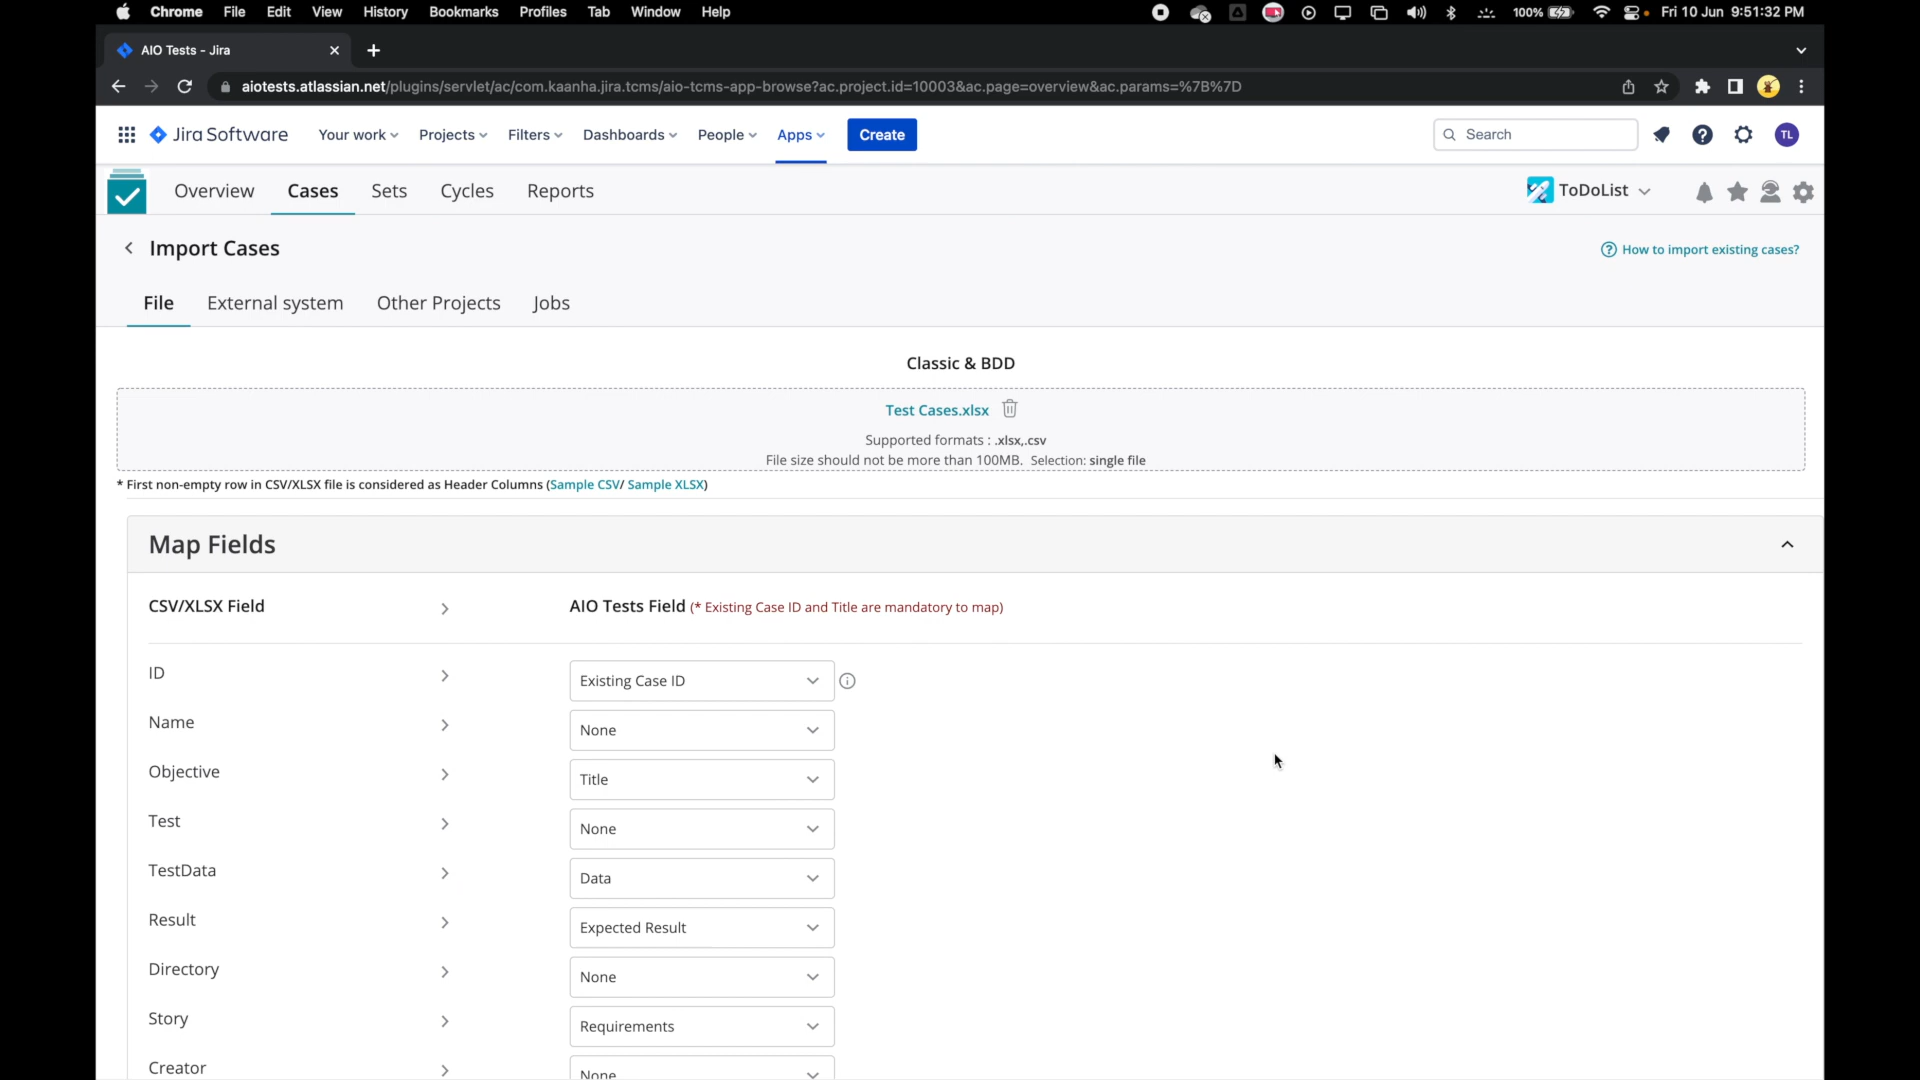 Chrome File Edit View History Bookmarks Profiles Tab Window Help 100% Fri 10 Jun 9:51:32 PM
AIO Tests - Jira
aiotests.atlassian.net/plugins/servlet/ac/com.kaanha.jira.tcms/aio-tcms-app-browse?ac.project.id=10003&ac.page=overview&ac.params=%7B%7D
Jira Software Your work Projects Filters Dashboards People Apps Create Search TL
Overview Cases Sets Cycles Reports ToDoList
Import Cases How to import existing cases?
File External system Other Projects Jobs
Classic & BDD
Test Cases.xlsx
Supported formats : .xlsx,.csv
File size should not be more than 100MB. Selection: single file
* First non-empty row in CSV/XLSX file is considered as Header Columns (Sample CSV/ Sample XLSX)
Map Fields
CSV/XLSX Field AIO Tests Field (* Existing Case ID and Title are mandatory to map)
ID Existing Case ID
Name None
Objective Title
Test None
TestData Data
Result Expected Result
Directory None
Story Requirements
Creator None